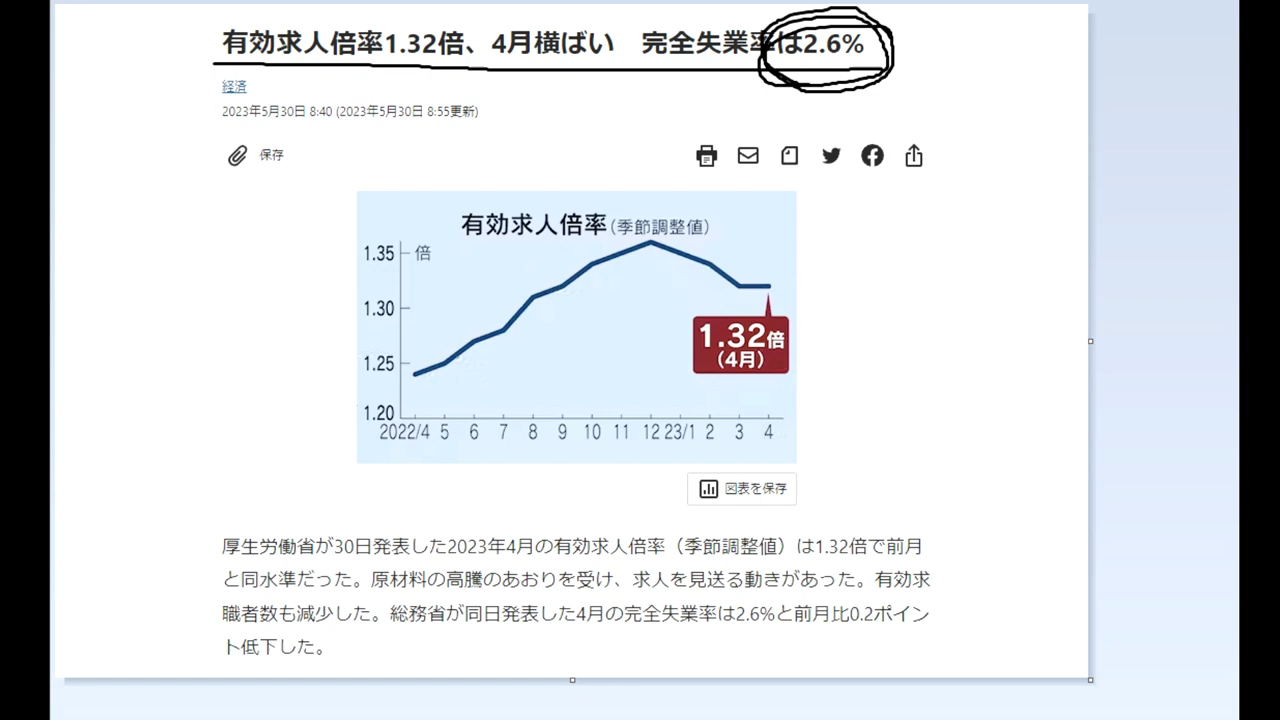 有効求人倍率1.32倍、4月横ばい　完全失業率は2.6%
経済
2023年5月30日 8:40 (2023年5月30日 8:55更新)
保存
有効求人倍率(季節調整値)
1.35 倍
1.30
1.25
1.20
1.32倍
(4月)
2022/4 5 6 7 8 9 10 11 12 23/1 2 3 4
図表を保存
厚生労働省が30日発表した2023年4月の有効求人倍率（季節調整値）は1.32倍で前月
と同水準だった。原材料の高騰のあおりを受け、求人を見送る動きがあった。有効求
職者数も減少した。総務省が同日発表した4月の完全失業率は2.6%と前月比0.2ポイン
ト低下した。